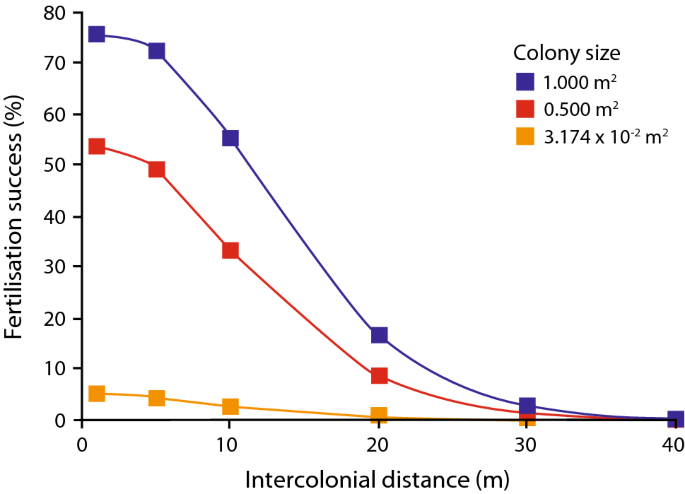 80
70
60
50
40
30
20
10
0
Fertilisation success (%)
Colony size
1.000 m²
0.500 m²
3.174 x 10⁻² m²
0 10 20 30 40
Intercolonial distance (m)